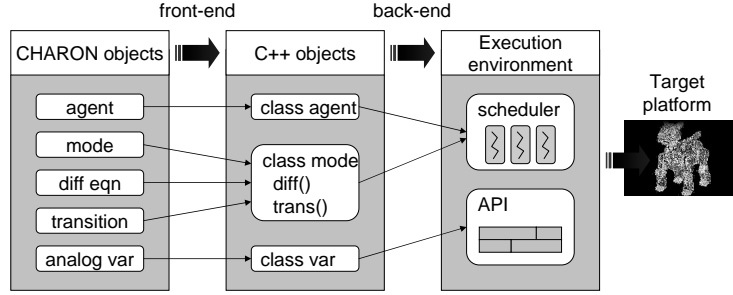 front-end
back-end
CHARON objects
agent
mode
diff eqn
transition
analog var
C++ objects
class agent
class mode
diff()
trans()
class var
Execution
environment
scheduler
API
Target
platform